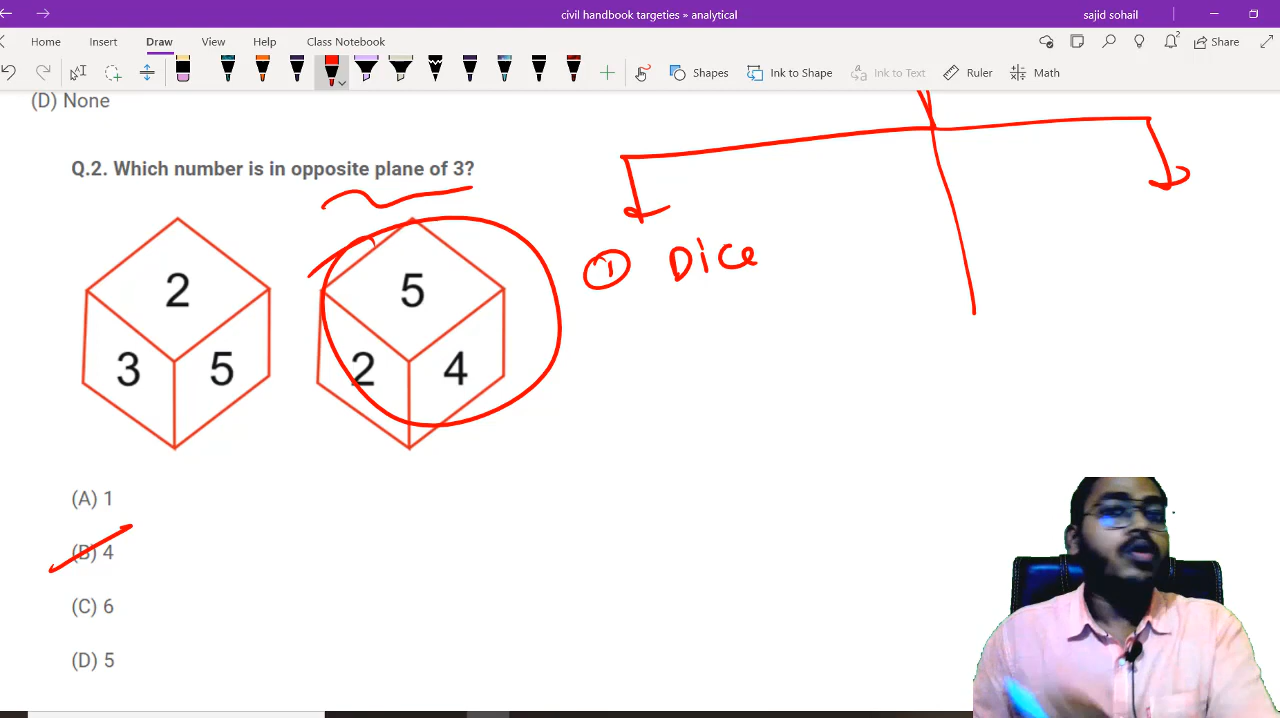 civil handbook targeties » analytical
sajid sohail
Home Insert Draw View Help Class Notebook
Share
Shapes
Ink to Shape
Ink to Text
Ruler
Math
(D) None
Q.2. Which number is in opposite plane of 3?
2
3 5
5
2 4
1 Dice
(A) 1
(B) 4
(C) 6
(D) 5